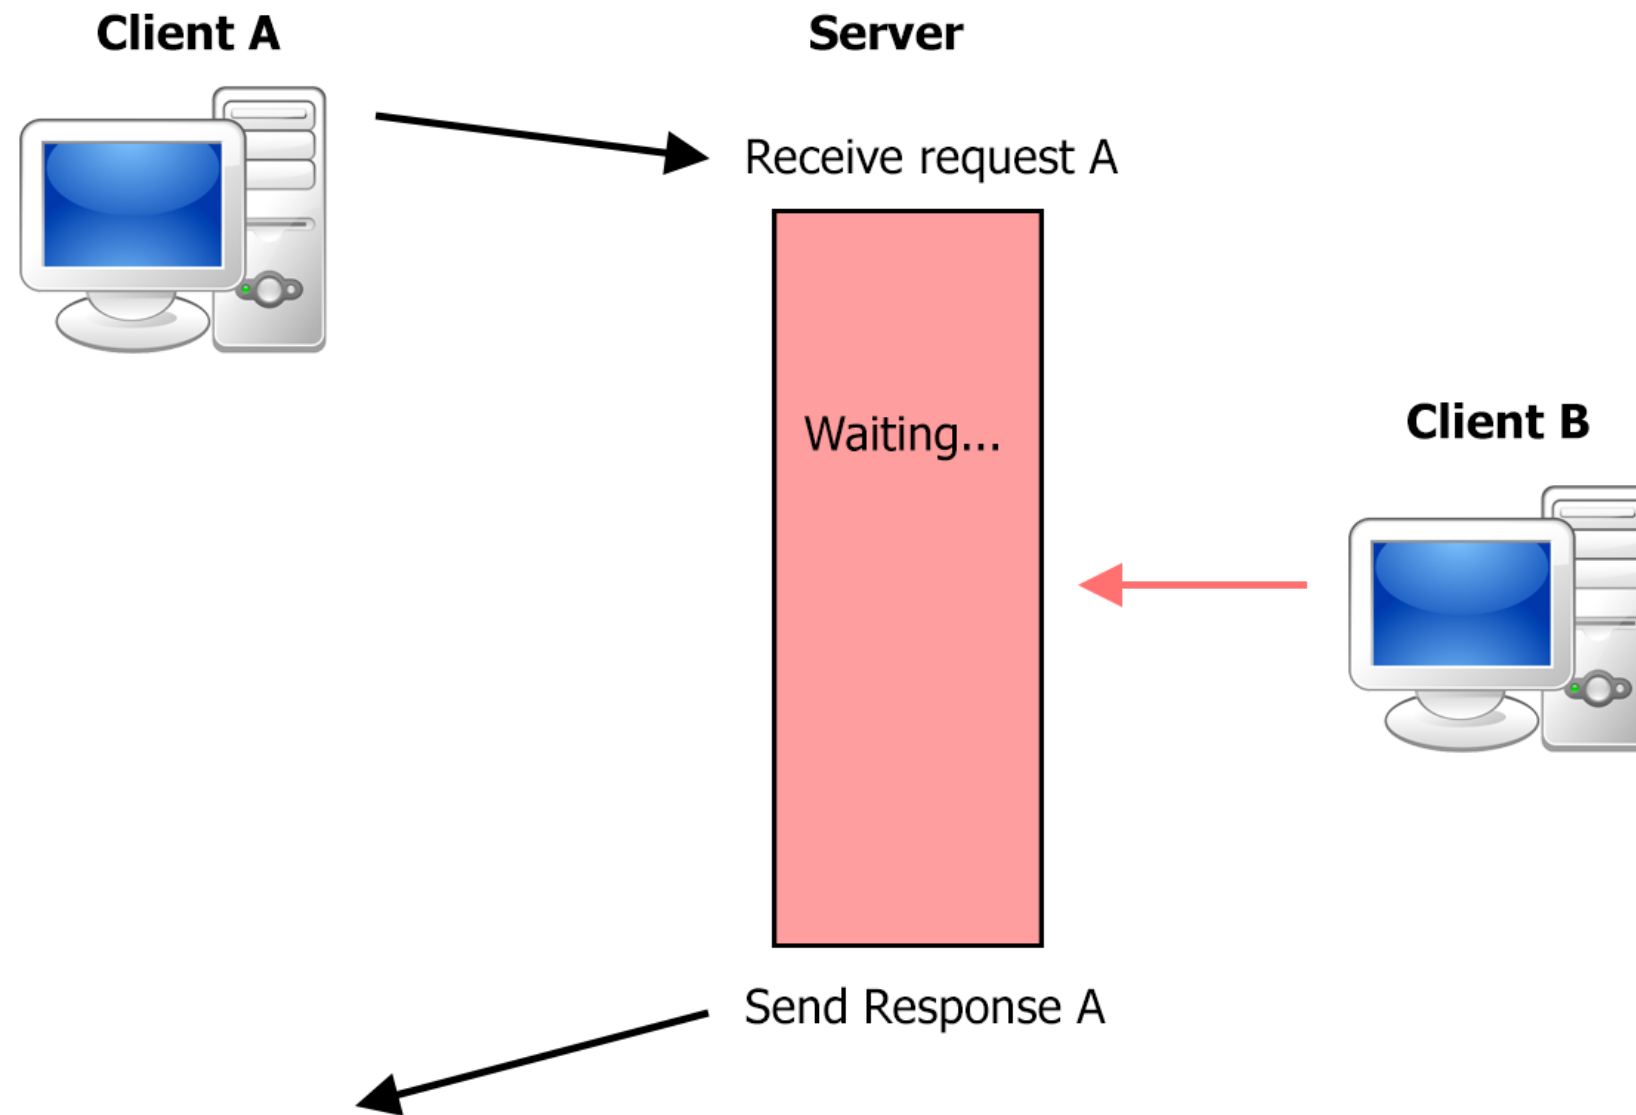 Client A
Server
Receive request A
Waiting...
Client B
Send Response A